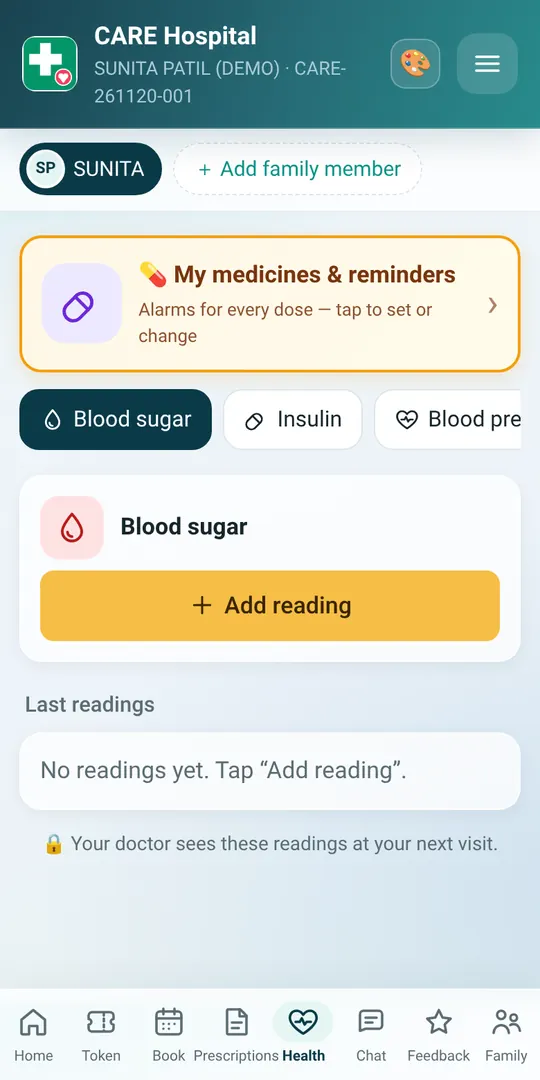 CARE Hospital
SUNITA PATIL (DEMO) · CARE-
261120-001
SP SUNITA
+ Add family member
💊 My medicines & reminders
Alarms for every dose — tap to set or
change
Blood sugar
Insulin
Blood pre
Blood sugar
+ Add reading
Last readings
No readings yet. Tap “Add reading”.
🔒 Your doctor sees these readings at your next visit.
Home
Token
Book
Prescriptions
Health
Chat
Feedback
Family